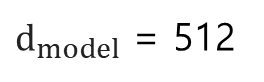 d_model = 512